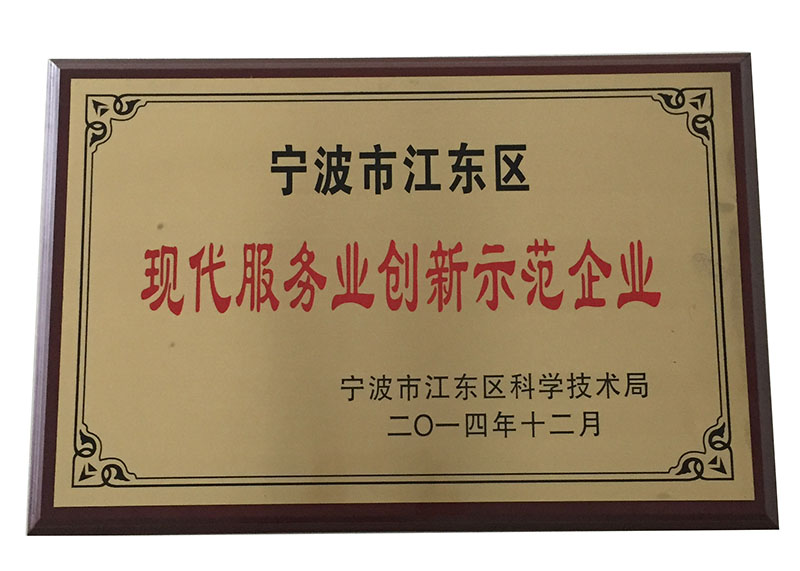 宁波市江东区
现代服务业创新示范企业
宁波市江东区科学技术局
二〇一四年十二月